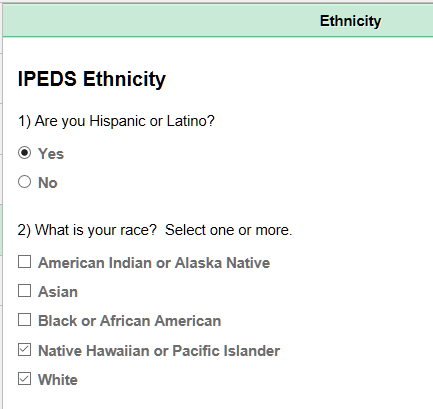 Ethnicity
IPEDS Ethnicity
1) Are you Hispanic or Latino?
Yes
No
2) What is your race?  Select one or more.
American Indian or Alaska Native
Asian
Black or African American
Native Hawaiian or Pacific Islander
White